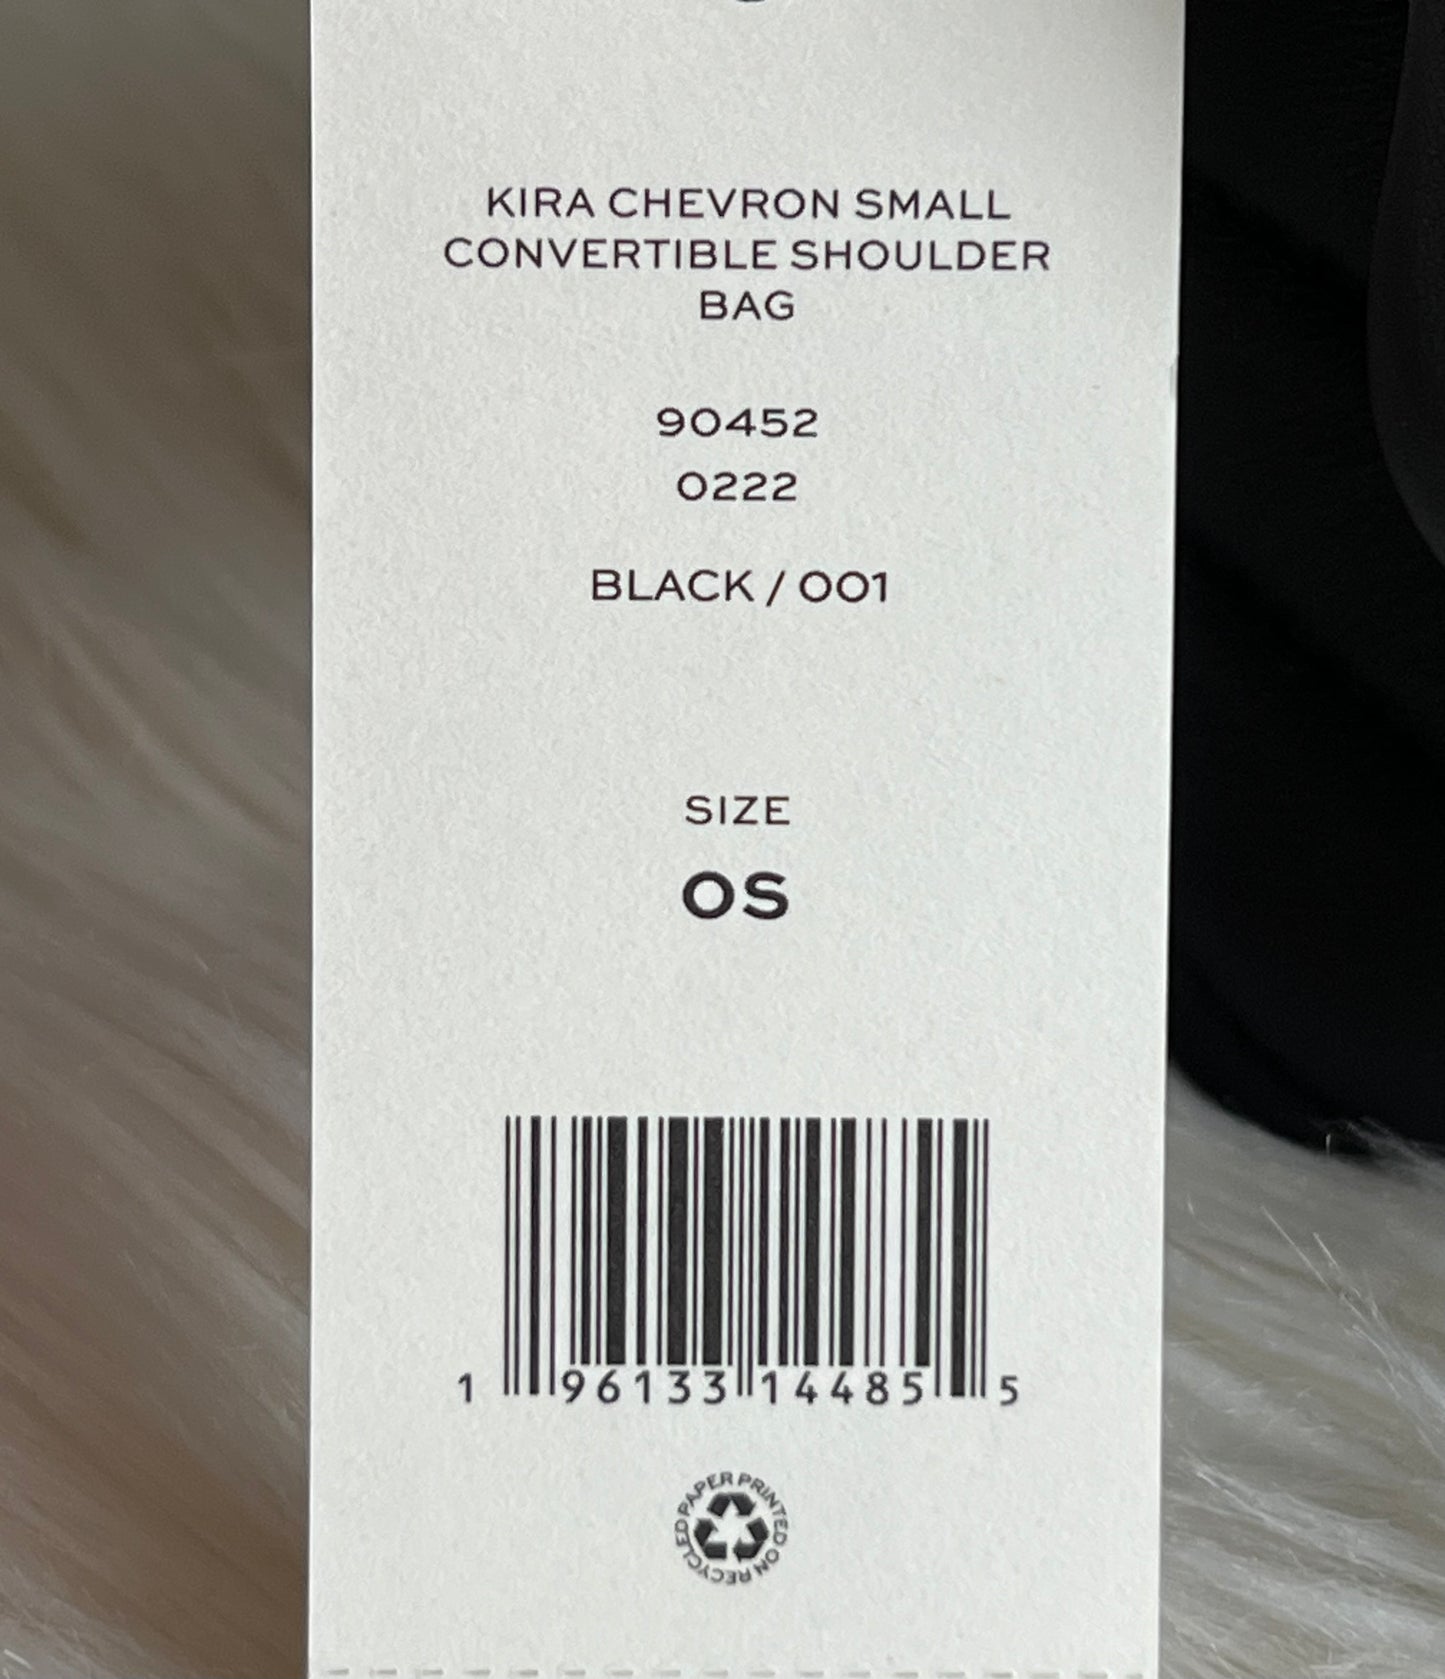 KIRA CHEVRON SMALL
CONVERTIBLE SHOULDER
BAG
90452
0222
BLACK / 001
SIZE
OS
1 96133 14485 5
PAPER PRINTED ON RECYCLED